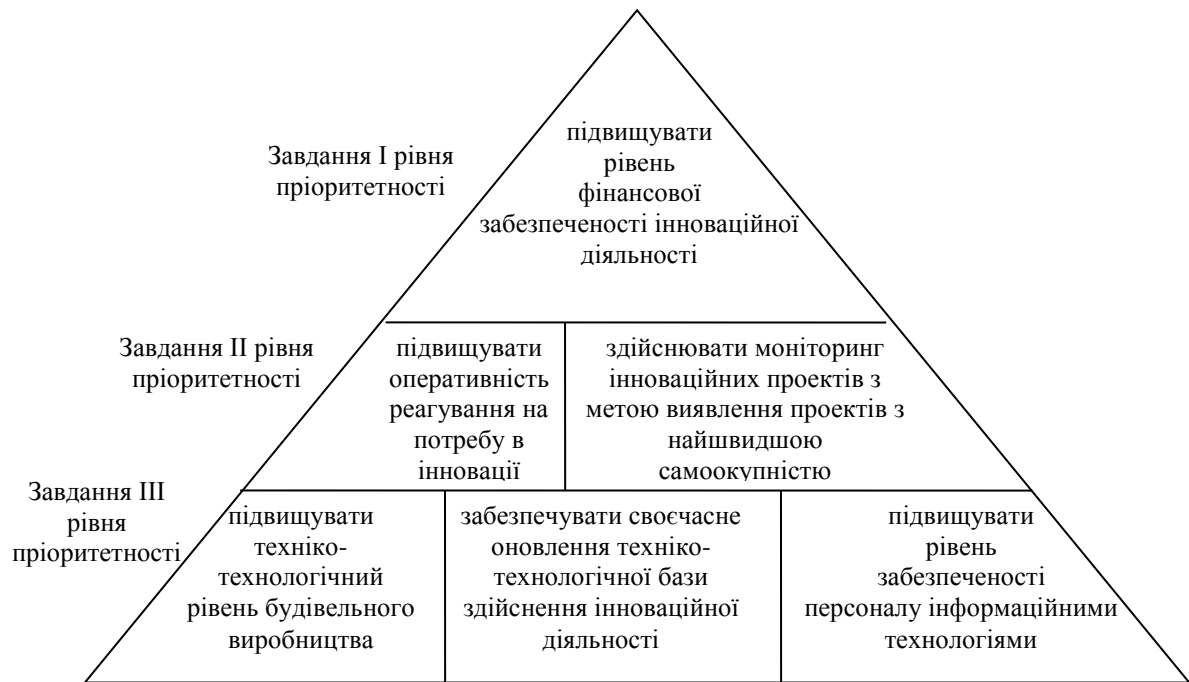 Завдання І рівня
пріоритетності
підвищувати
рівень
фінансової
забезпеченості інноваційної
діяльності
Завдання ІІ рівня
пріоритетності
підвищувати
оперативність
реагування на
потребу в
інновації
здійснювати моніторинг
інноваційних проектів з
метою виявлення проектів з
найшвидшою
самоокупністю
Завдання ІІІ
рівня
пріоритетності
підвищувати
техніко-
технологічний
рівень будівельного
виробництва
забезпечувати своєчасне
оновлення техніко-
технологічної бази
здійснення інноваційної
діяльності
підвищувати
рівень
забезпеченості
персоналу інформаційними
технологіями